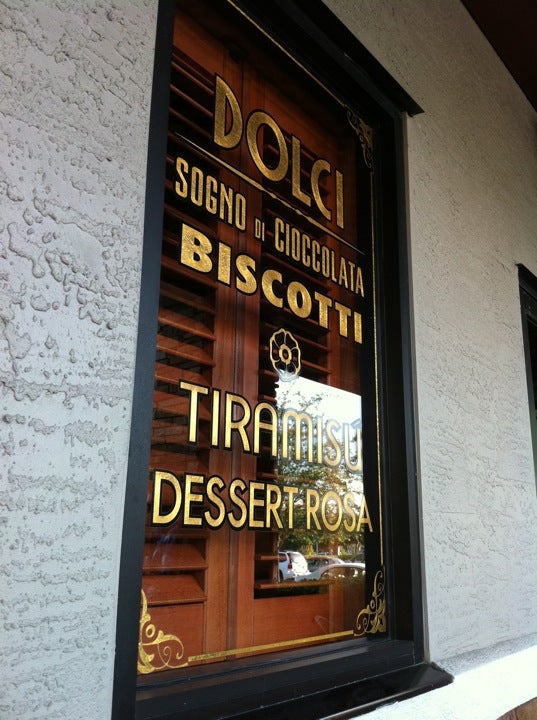 DOLCI
SOGNO DI CIOCCOLATA
BISCOTTI
TIRAMISU
DESSERT ROSA